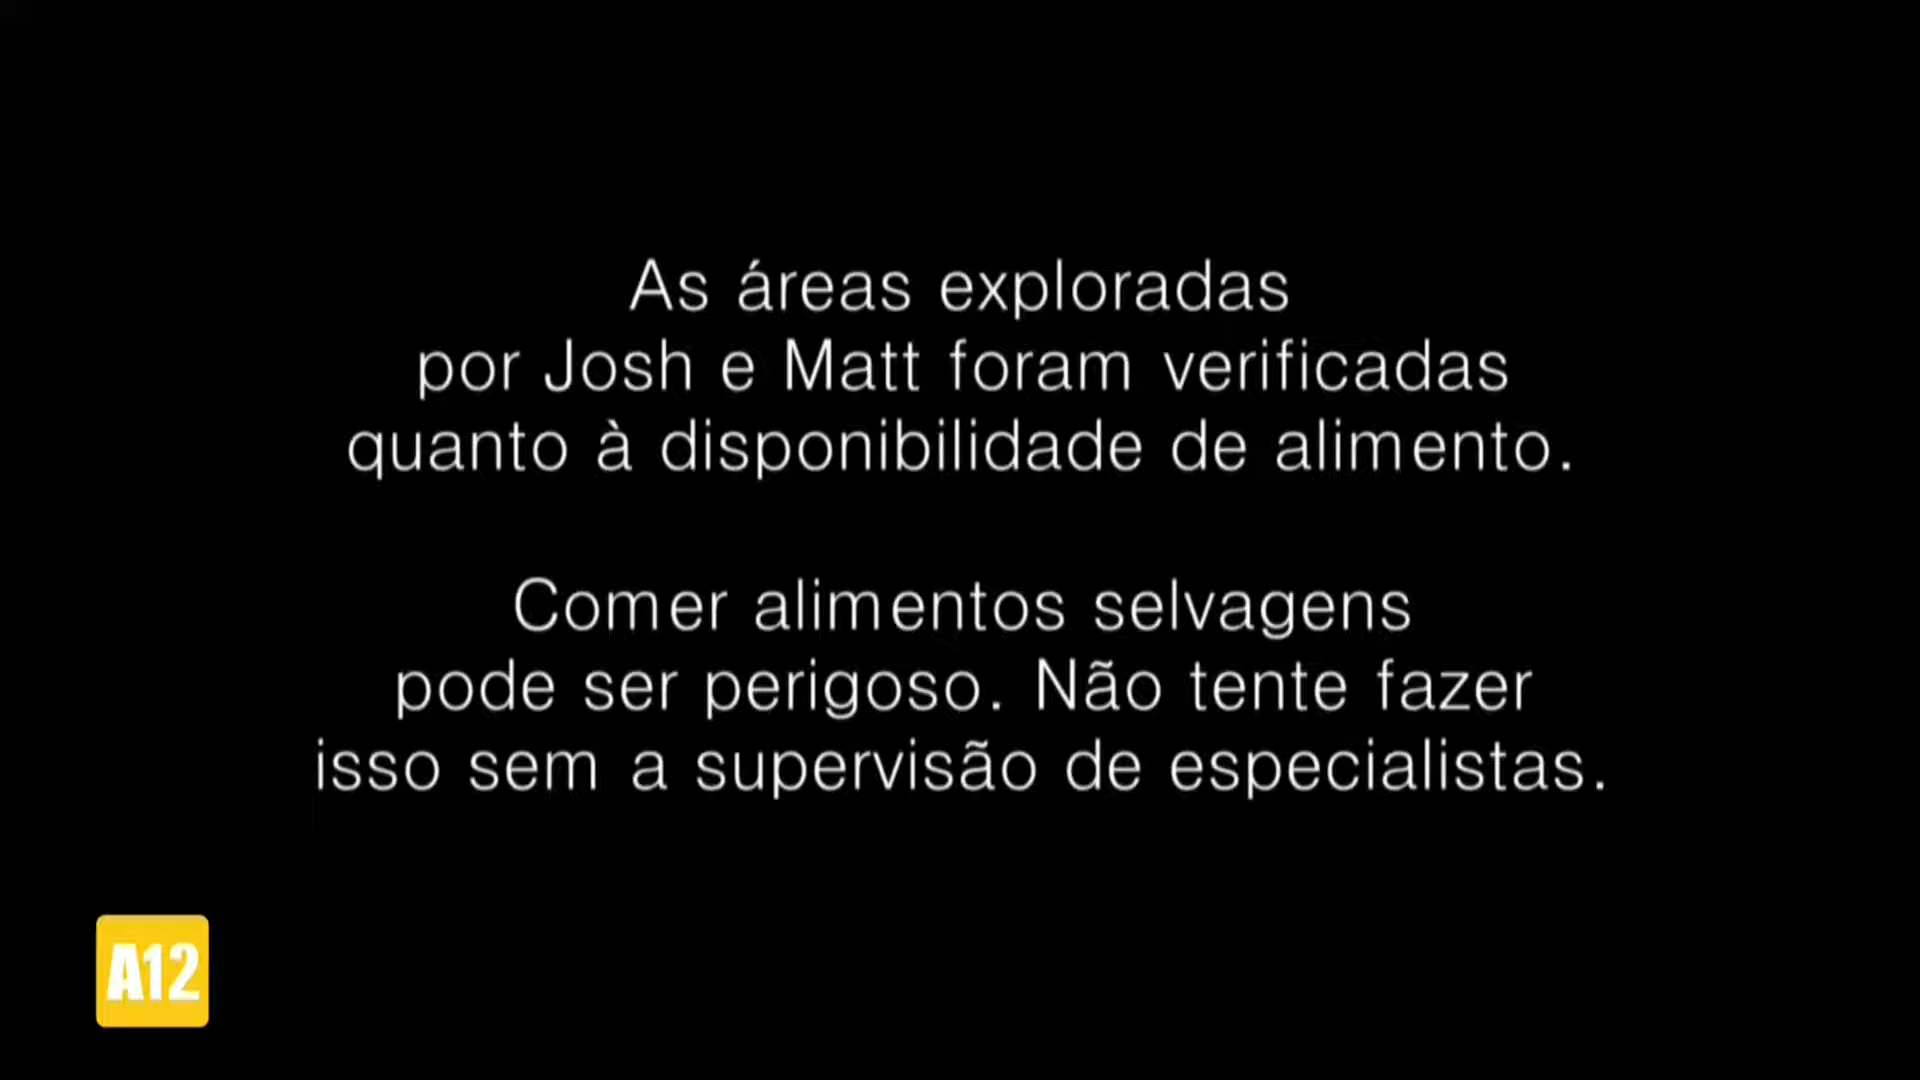 As áreas exploradas
por Josh e Matt foram verificadas
quanto à disponibilidade de alimento.
Comer alimentos selvagens
pode ser perigoso. Não tente fazer
isso sem a supervisão de especialistas.
A12